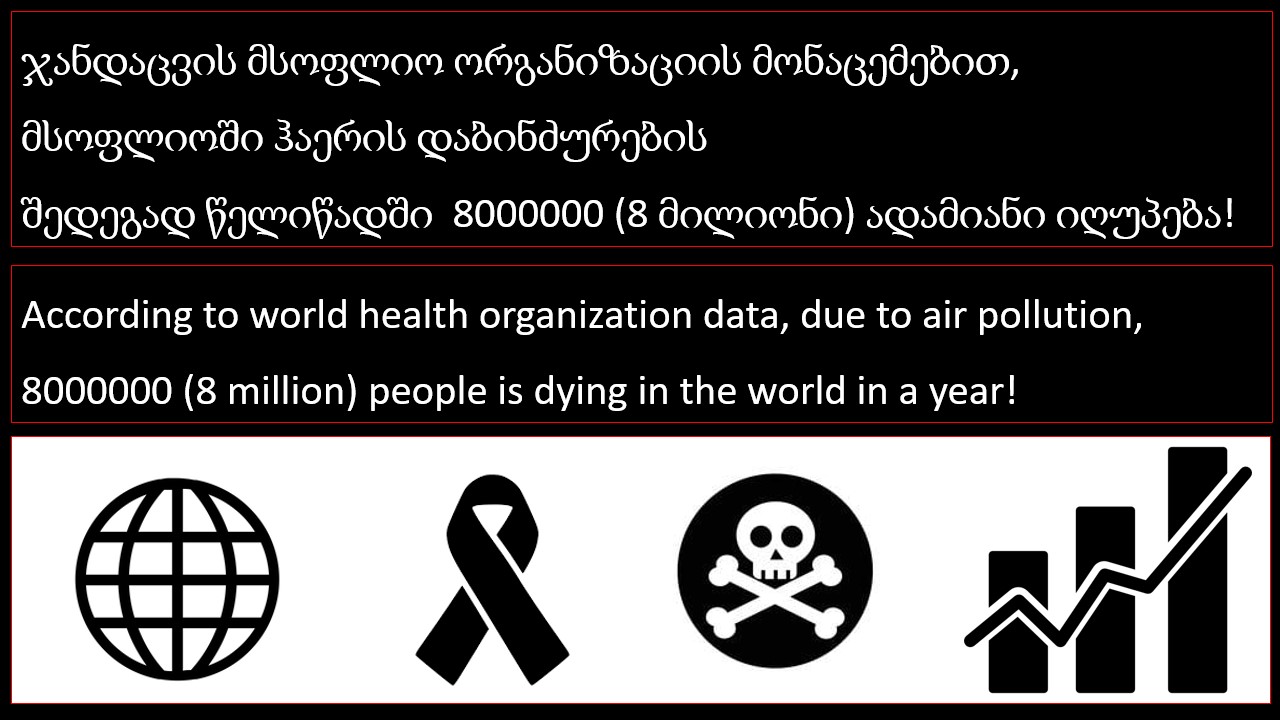 ჯანდაცვის მსოფლიო ორგანიზაციის მონაცემებით,
მსოფლიოში ჰაერის დაბინძურების
შედეგად წელიწადში 8000000 (8 მილიონი) ადამიანი იღუპება!
According to world health organization data, due to air pollution,
8000000 (8 million) people is dying in the world in a year!